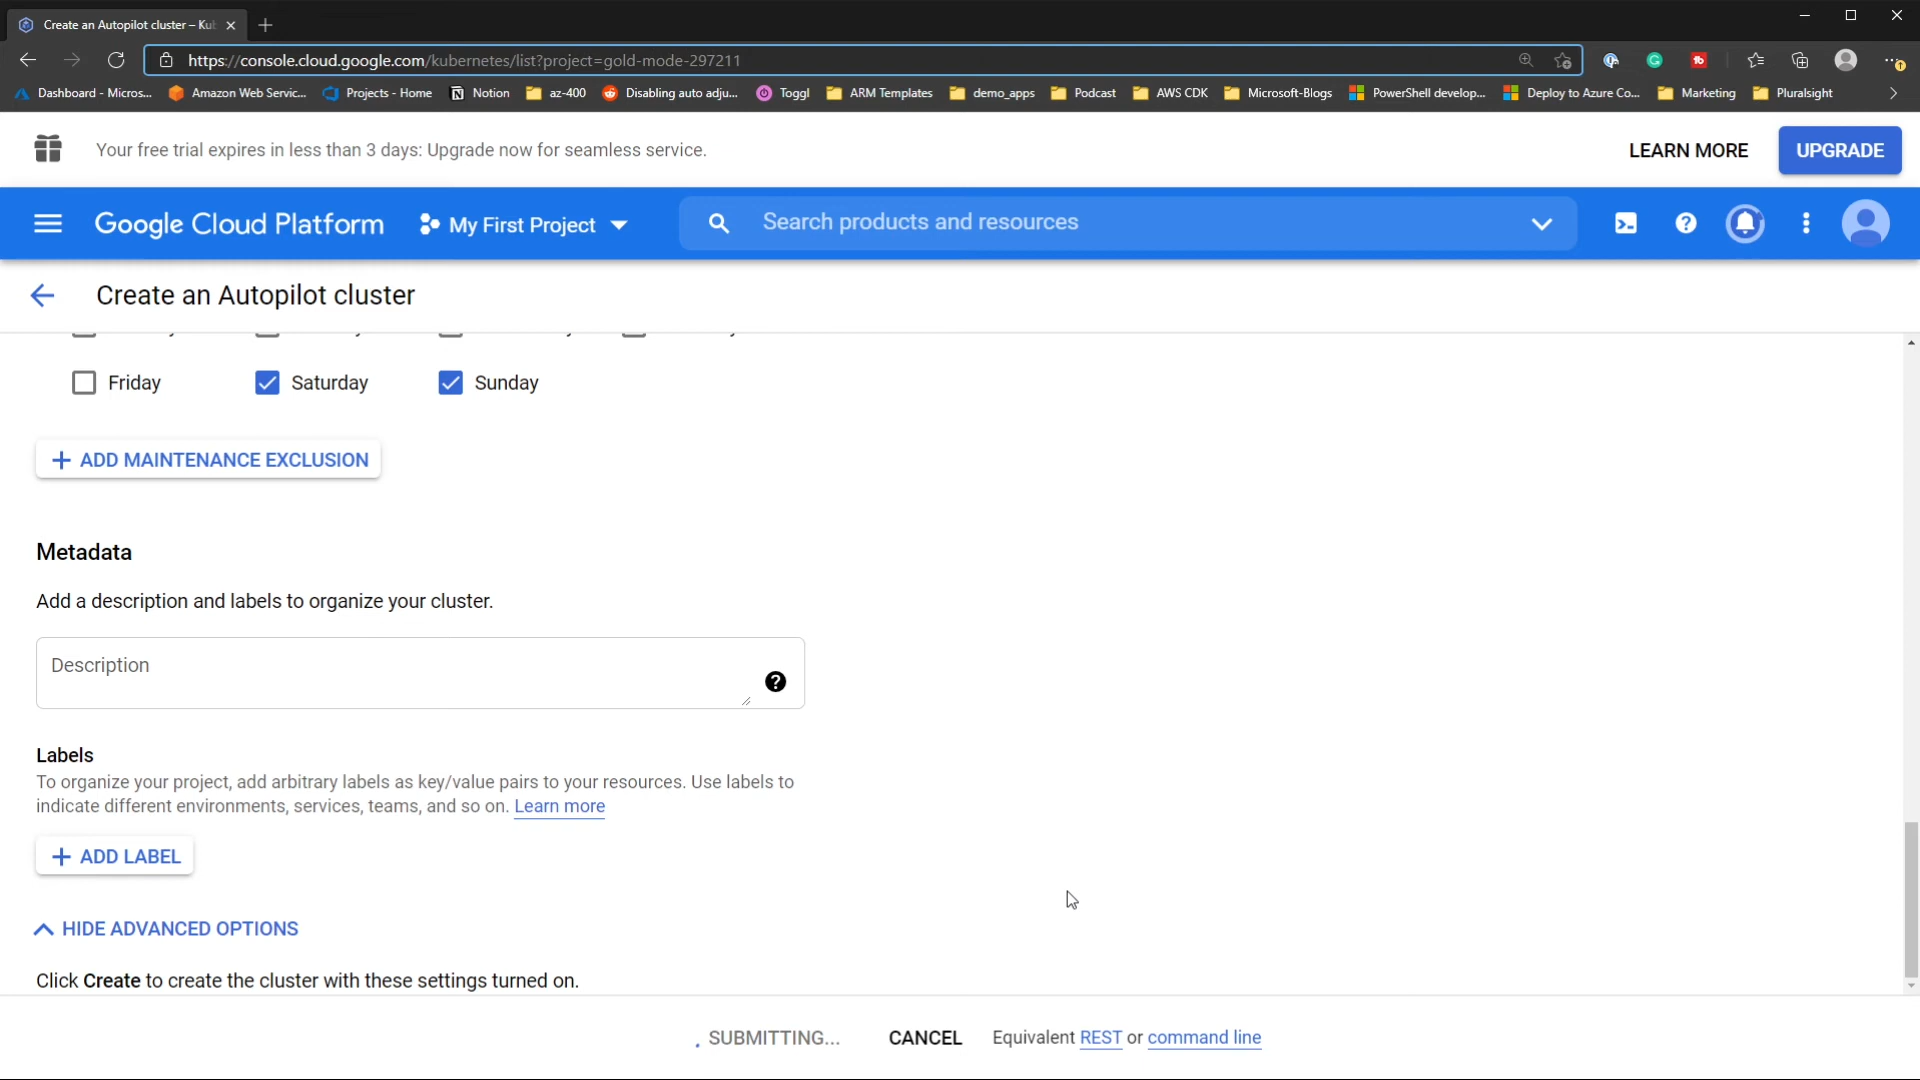 Create an Autopilot cluster – Kub
https://console.cloud.google.com/kubernetes/list?project=gold-mode-297211
Dashboard - Micros...
Amazon Web Servic...
Projects - Home
Notion
az-400
Disabling auto adju...
Toggl
ARM Templates
demo_apps
Podcast
AWS CDK
Microsoft-Blogs
PowerShell develop...
Deploy to Azure Co...
Marketing
Pluralsight
Your free trial expires in less than 3 days: Upgrade now for seamless service.
LEARN MORE
UPGRADE
Google Cloud Platform
My First Project
Search products and resources
Create an Autopilot cluster
Friday
Saturday
Sunday
+ ADD MAINTENANCE EXCLUSION
Metadata
Add a description and labels to organize your cluster.
Description
Labels
To organize your project, add arbitrary labels as key/value pairs to your resources. Use labels to
indicate different environments, services, teams, and so on. Learn more
+ ADD LABEL
HIDE ADVANCED OPTIONS
Click Create to create the cluster with these settings turned on.
SUBMITTING...
CANCEL
Equivalent REST or command line